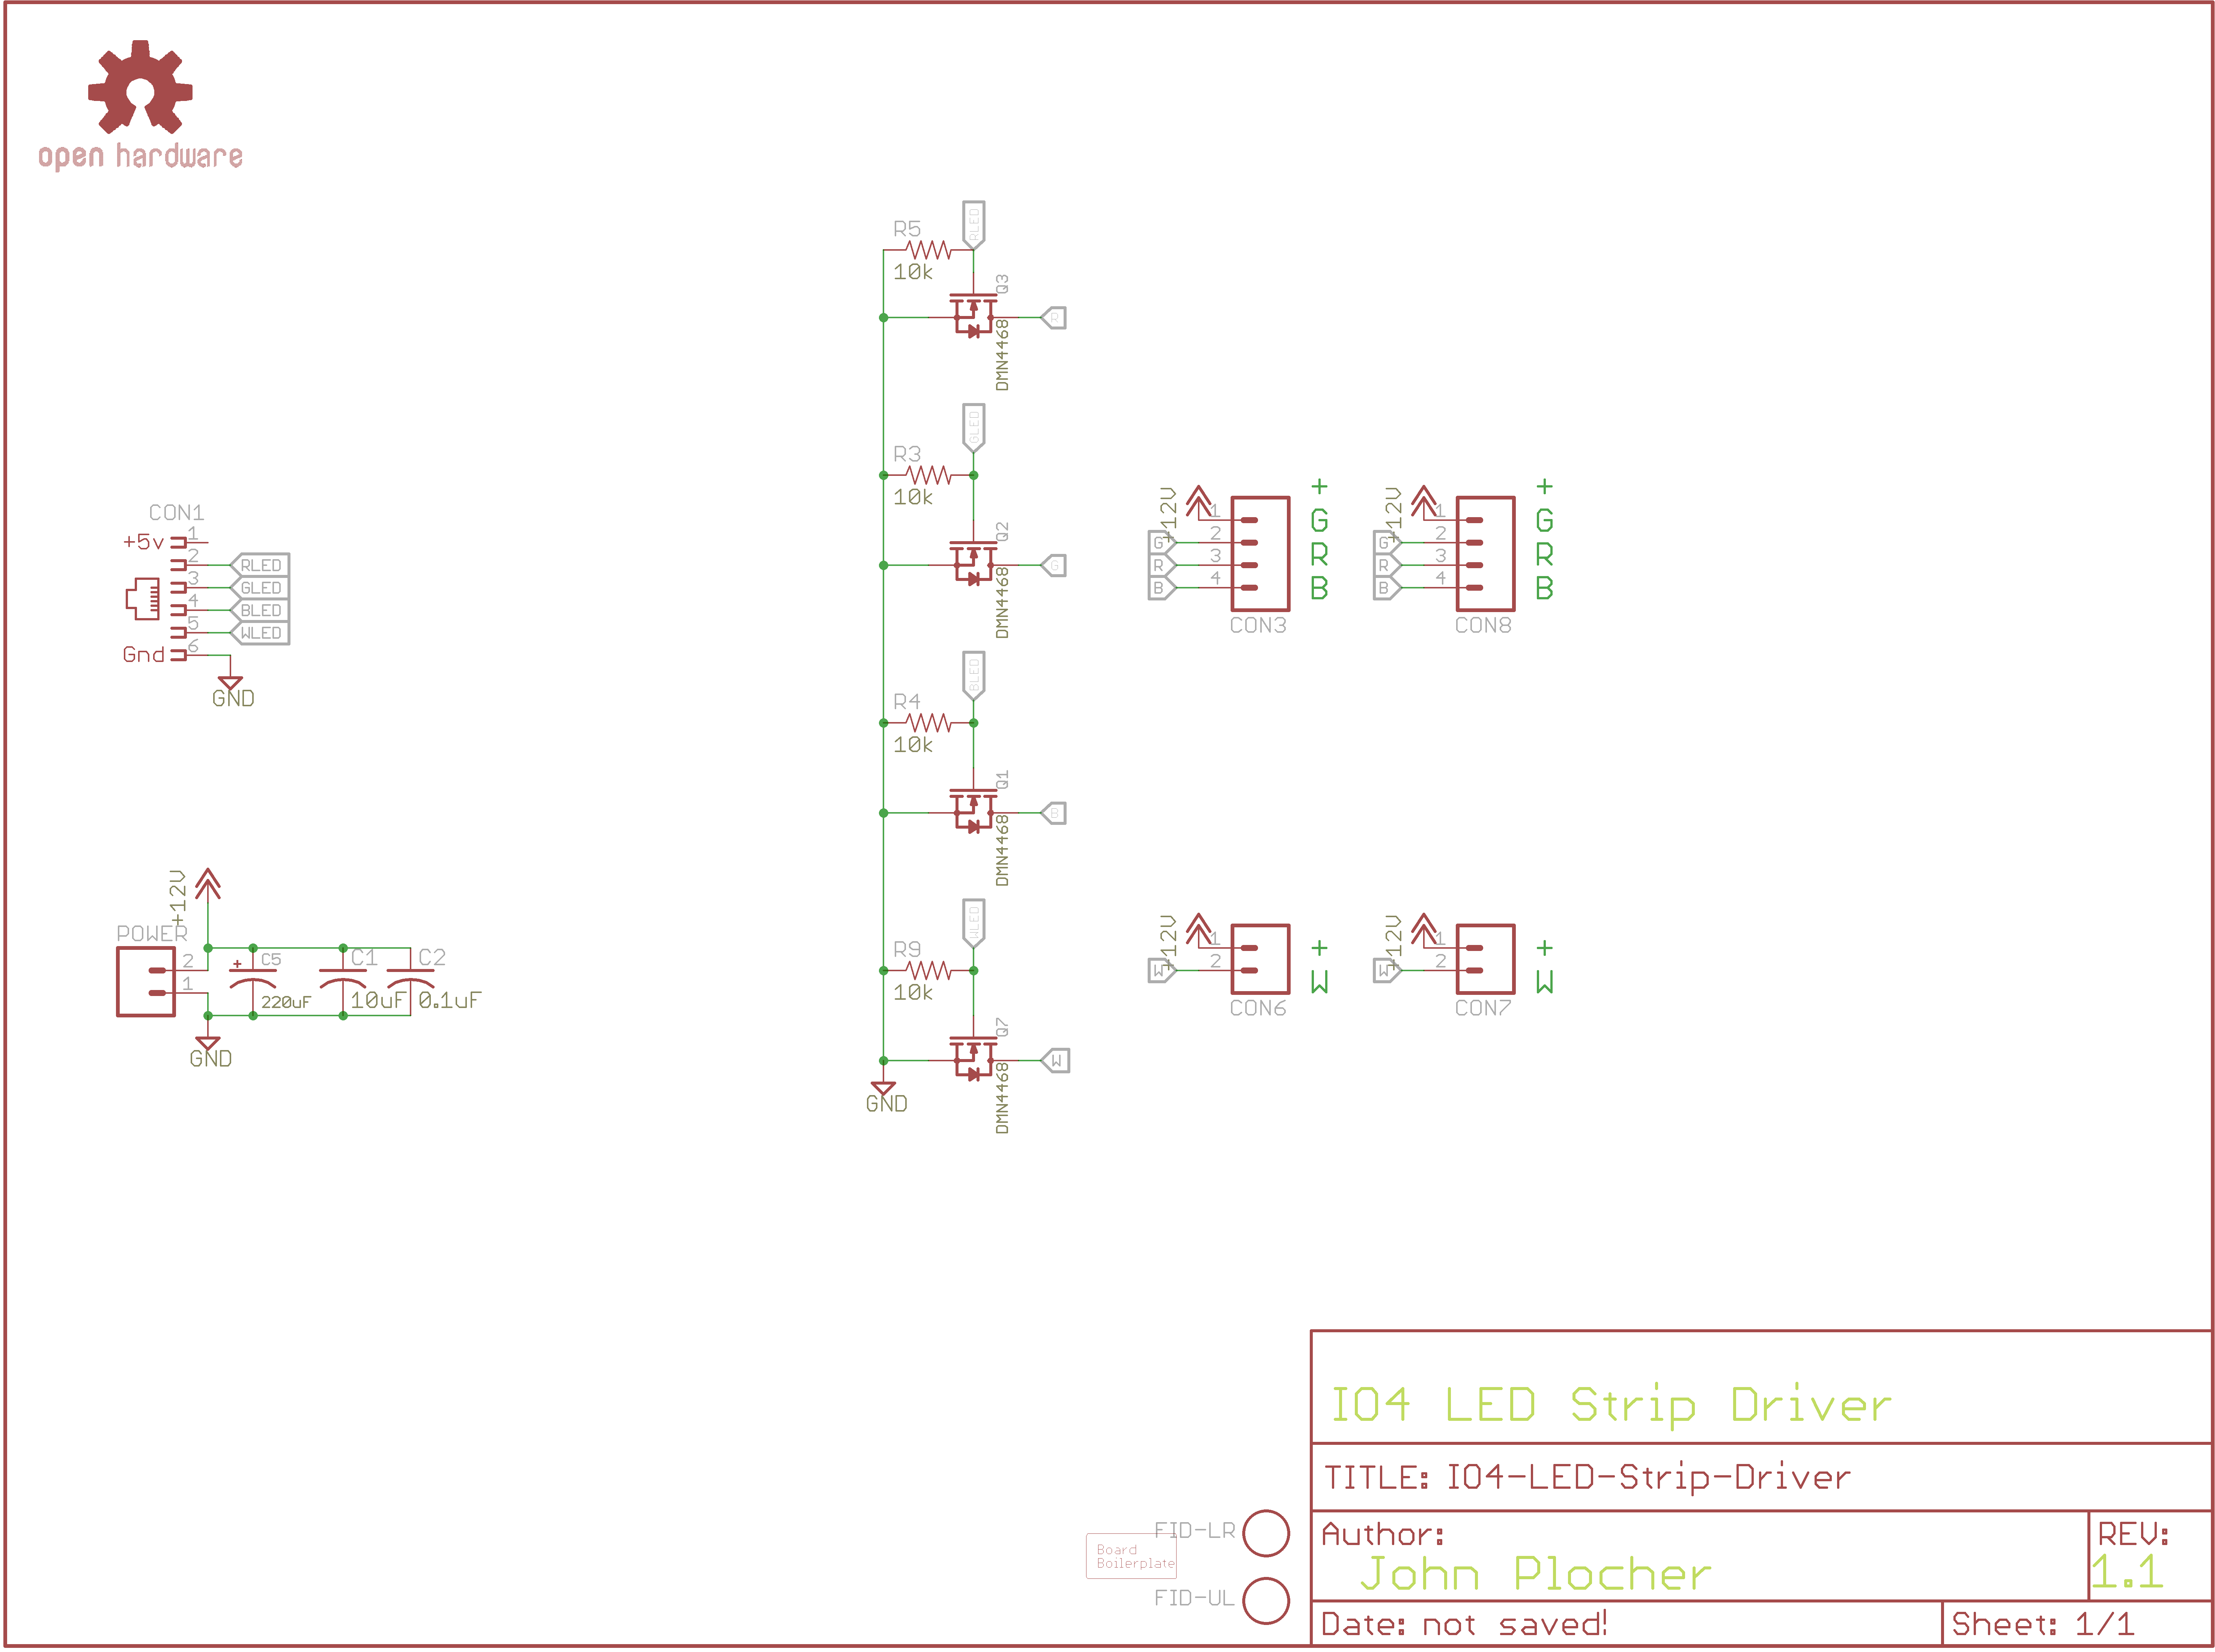 open hardware
R5
10k
RLED
Q3
DMN4468
R
R3
10k
GLED
Q2
DMN4468
G
R4
10k
BLED
Q1
DMN4468
B
R9
10k
WLED
Q7
DMN4468
W
GND
CON1
+5v
1
2
RLED
3
GLED
4
BLED
5
WLED
Gnd
6
GND
+12V
POWER
2
1
C5
+
220uF
C1
10uF
C2
0.1uF
GND
+12V
1
2
3
4
G
R
B
CON3
+
G
R
B
+12V
1
2
3
4
G
R
B
CON8
+
G
R
B
+12V
1
2
W
CON6
+
W
+12V
1
2
W
CON7
+
W
FID-LR
Board
Boilerplate
FID-UL
IO4 LED Strip Driver
TITLE: IO4-LED-Strip-Driver
Author:
John Plocher
REV:
1.1
Date: not saved!
Sheet: 1/1